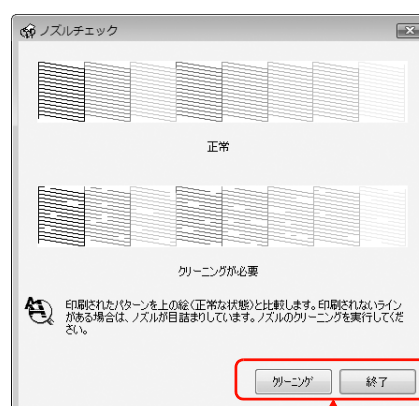 ノズルチェック
正常
クリーニングが必要
印刷されたパターンを上の絵(正常な状態)と比較します。印刷されないライン
がある場合は、ノズルが目詰まりしています。ノズルのクリーニングを実行してくだ
さい。
クリーニング 終了